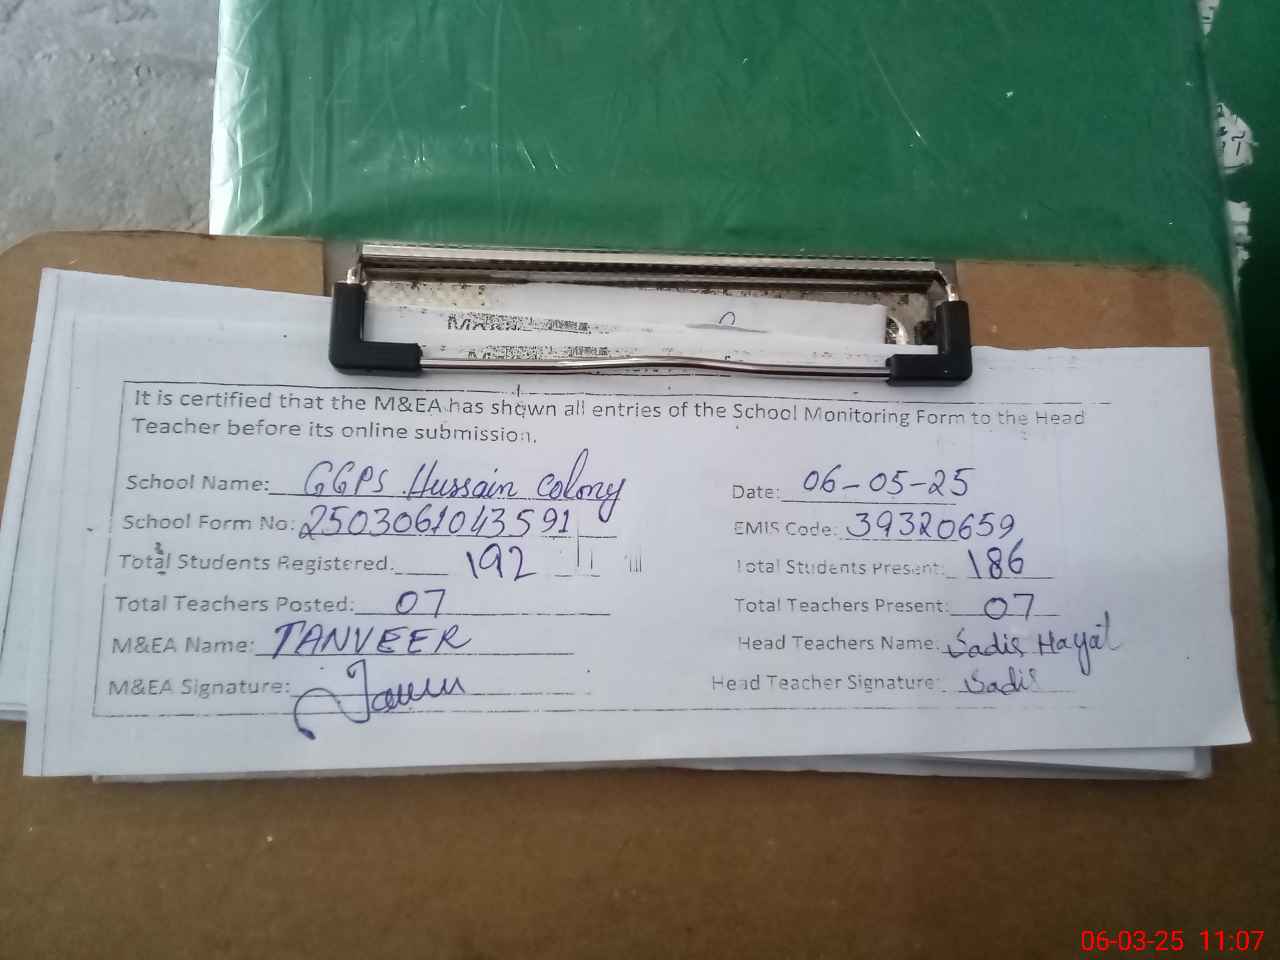 It is certified that the M&EA has shown all entries of the School Monitoring Form to the Head
Teacher before its online submission.
School Name: GGPS Hussain Colony Date: 06-05-25
School Form No: 2503061043591 EMIS Code: 39320659
Total Students Registered: 192 Total Students Present: 186
Total Teachers Posted: 07 Total Teachers Present: 07
M&EA Name: TANVEER Head Teachers Name: Sadis Hayat
M&EA Signature: Head Teacher Signature: Sadis
06-03-25 11:07